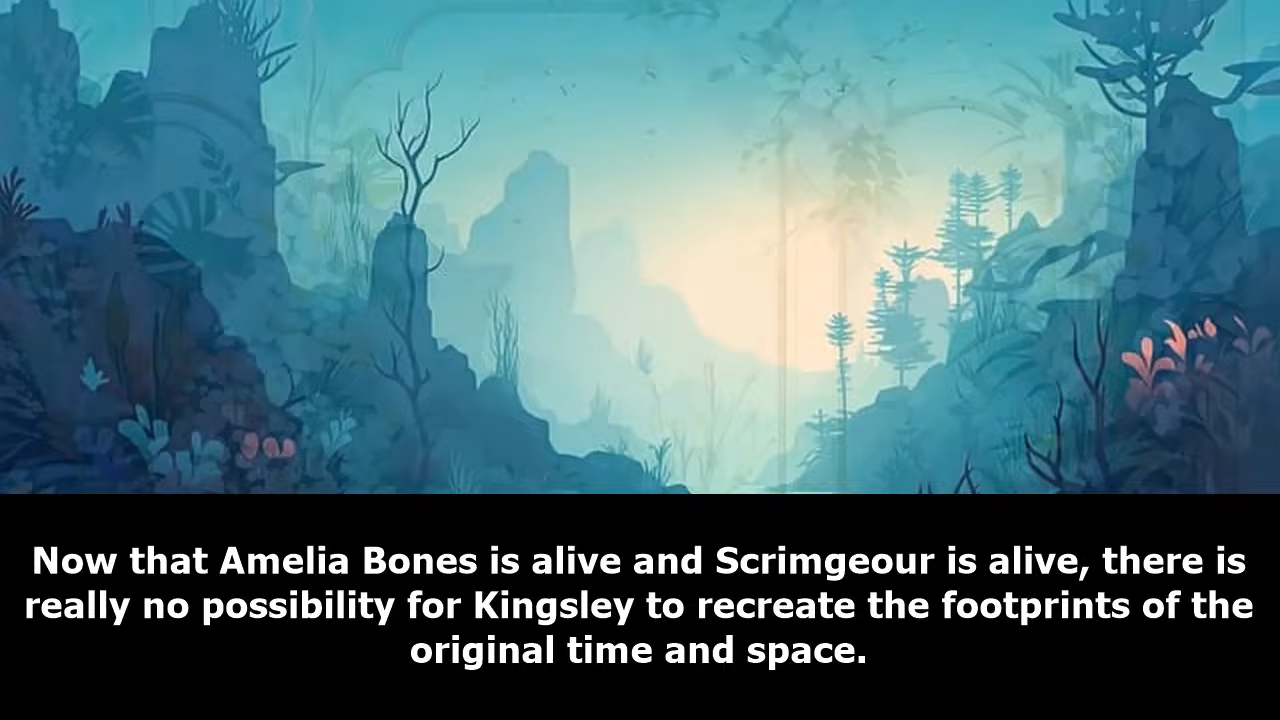 Now that Amelia Bones is alive and Scrimgeour is alive, there is
really no possibility for Kingsley to recreate the footprints of the
original time and space.